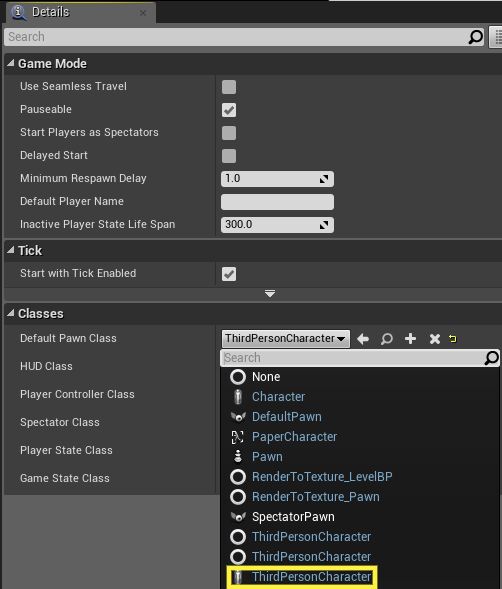 Details
Search
Game Mode
Use Seamless Travel
Pauseable
Start Players as Spectators
Delayed Start
Minimum Respawn Delay 1.0
Default Player Name
Inactive Player State Life Span 300.0
Tick
Start with Tick Enabled
Classes
Default Pawn Class ThirdPersonCharacter
HUD Class Search
None
Player Controller Class Character
Spectator Class DefaultPawn
PaperCharacter
Player State Class Pawn
Game State Class RenderToTexture_LevelBP
RenderToTexture_Pawn
SpectatorPawn
ThirdPersonCharacter
ThirdPersonCharacter
ThirdPersonCharacter